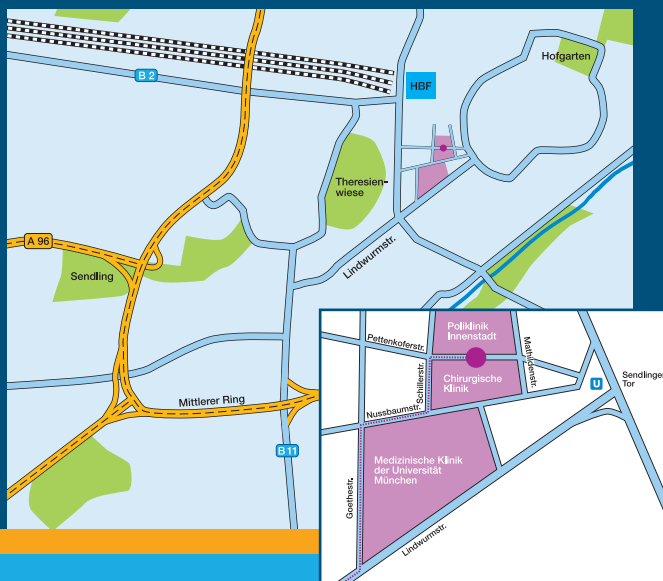 Hofgarten
B 2
HBF
Theresien-
wiese
A 96
Lindwurmstr.
Sendling
Mittlerer Ring
B 11
Poliklinik
Innenstadt
Pettenkoferstr.
Mathildenstr.
Schillerstr.
Chirurgische
Klinik
U
Sendlinger
Tor
Nussbaumstr.
Medizinische Klinik
der Universität
München
Goethestr.
Lindwurmstr.